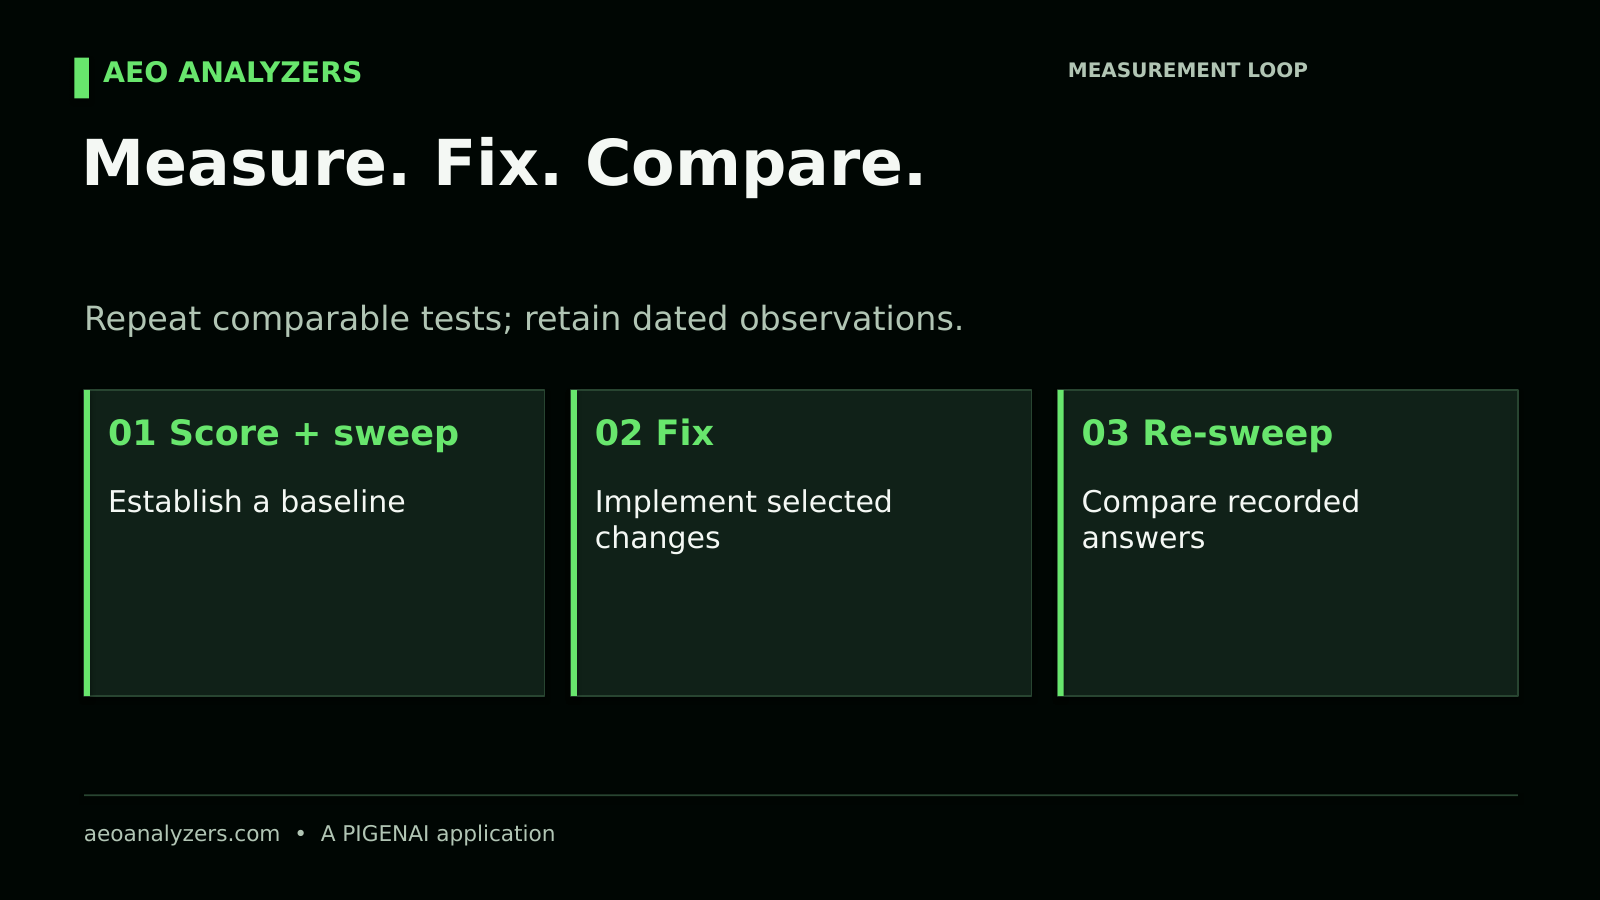 AEO ANALYZERS
MEASUREMENT LOOP
Measure. Fix. Compare.
Repeat comparable tests; retain dated observations.
01 Score + sweep
Establish a baseline
02 Fix
Implement selected
changes
03 Re-sweep
Compare recorded
answers
aeoanalyzers.com • A PIGENAI application